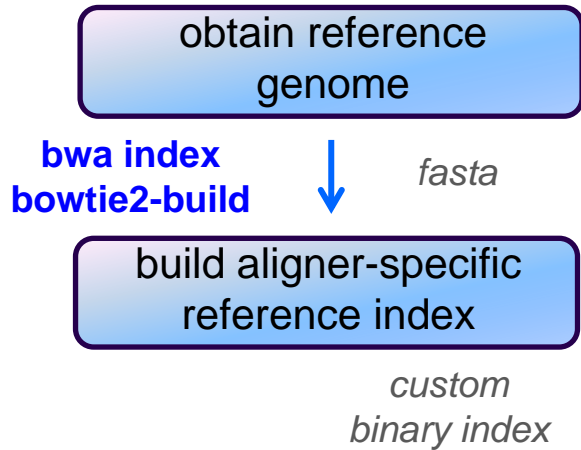 obtain reference
genome
bwa index
bowtie2-build
fasta
build aligner-specific
reference index
custom
binary index